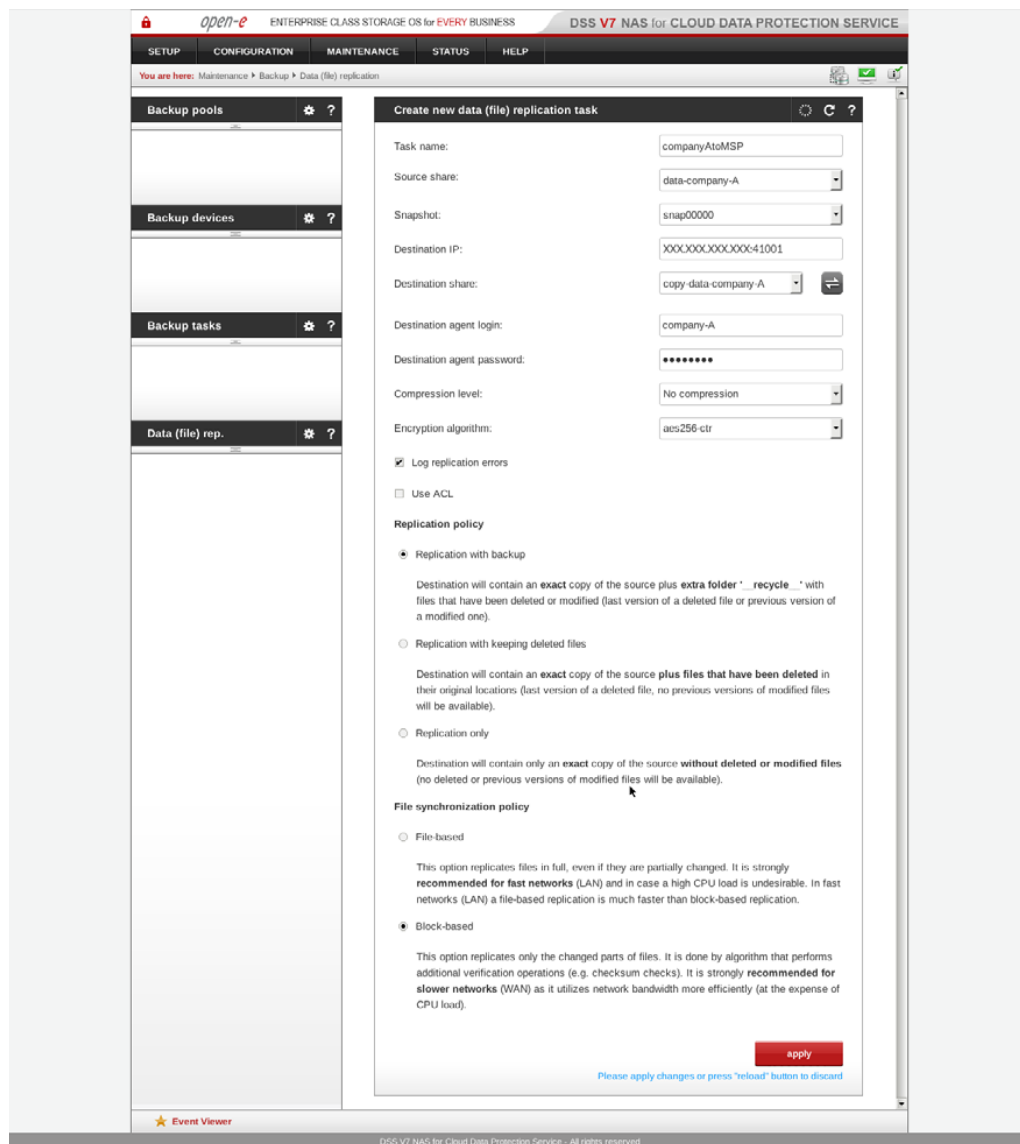 open-e ENTERPRISE CLASS STORAGE OS for EVERY BUSINESS DSS V7 NAS for CLOUD DATA PROTECTION SERVICE
SETUP CONFIGURATION MAINTENANCE STATUS HELP
You are here: Maintenance Backup Data (file) replication
Backup pools ?
Backup devices ?
Backup tasks ?
Data (file) rep. ?
Create new data (file) replication task ?
Task name: companyAtoMSP
Source share: data-company-A
Snapshot: snap00000
Destination IP: XXX.XXX.XXX.XXX:41001
Destination share: copy-data-company-A
Destination agent login: company-A
Destination agent password: ••••••••
Compression level: No compression
Encryption algorithm: aes256-ctr
Log replication errors
Use ACL
Replication policy
Replication with backup
Destination will contain an exact copy of the source plus extra folder '__recycle__' with
files that have been deleted or modified (last version of a deleted file or previous version of
a modified one).
Replication with keeping deleted files
Destination will contain an exact copy of the source plus files that have been deleted in
their original locations (last version of a deleted file, no previous versions of modified files
will be available).
Replication only
Destination will contain only an exact copy of the source without deleted or modified files
(no deleted or previous versions of modified files will be available).
File synchronization policy
File-based
This option replicates files in full, even if they are partially changed. It is strongly
recommended for fast networks (LAN) and in case a high CPU load is undesirable. In fast
networks (LAN) a file-based replication is much faster than block-based replication.
Block-based
This option replicates only the changed parts of files. It is done by algorithm that performs
additional verification operations (e.g. checksum checks). It is strongly recommended for
slower networks (WAN) as it utilizes network bandwidth more efficiently (at the expense of
CPU load).
apply
Please apply changes or press "reload" button to discard
Event Viewer
DSS V7 NAS for Cloud Data Protection Service - All rights reserved